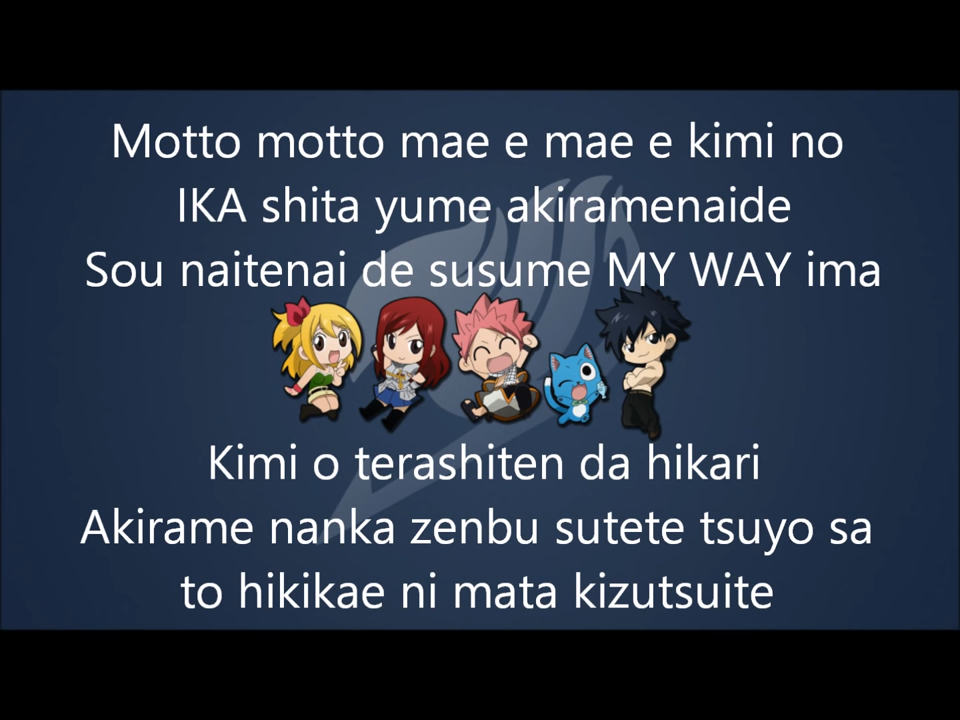 Motto motto mae e mae e kimi no
IKA shita yume akiramenaide
Sou naitenai de susume MY WAY ima
Kimi o terashiten da hikari
Akirame nanka zenbu sutete tsuyo sa
to hikikae ni mata kizutsuite